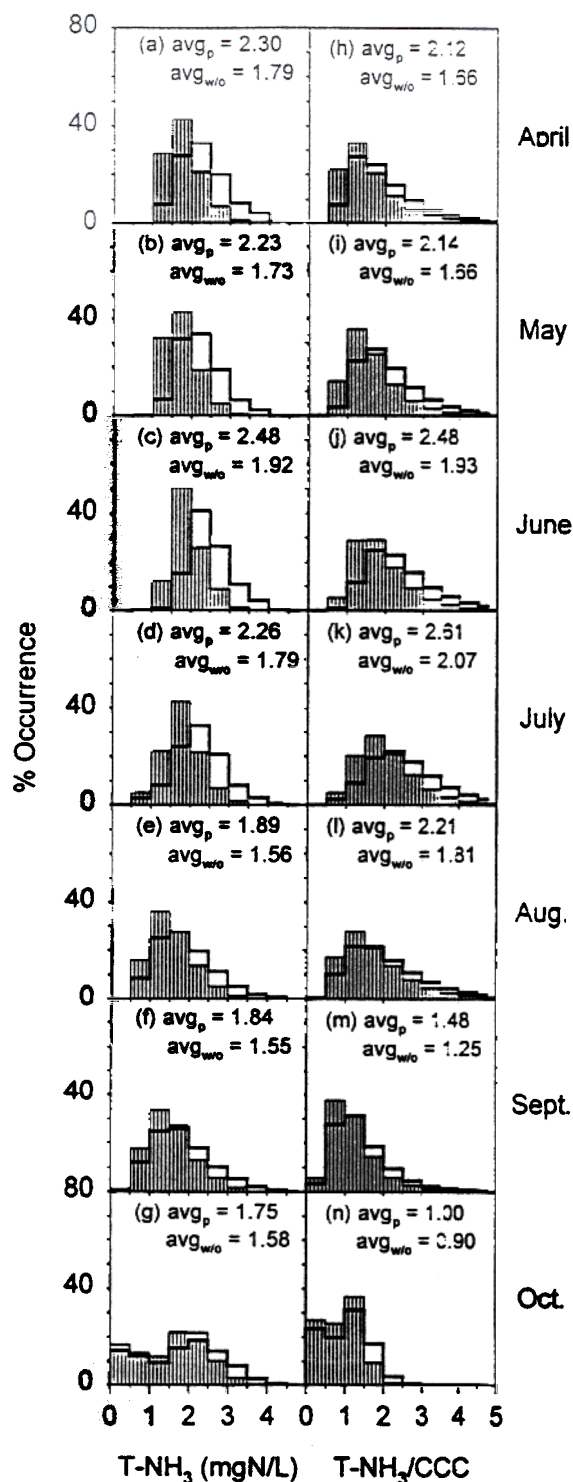 80
(a) avgp = 2.30
avgw/o = 1.79
(h) avgp = 2.12
avgw/o = 1.66
April
40
0
(b) avgp = 2.23
avgw/o = 1.73
(i) avgp = 2.14
avgw/o = 1.66
May
40
0
(c) avgp = 2.48
avgw/o = 1.92
(j) avgp = 2.48
avgw/o = 1.93
June
40
0
(d) avgp = 2.26
avgw/o = 1.79
(k) avgp = 2.61
avgw/o = 2.07
July
40
0
% Occurrence
(e) avgp = 1.89
avgw/o = 1.56
(l) avgp = 2.21
avgw/o = 1.81
Aug.
40
0
(f) avgp = 1.84
avgw/o = 1.55
(m) avgp = 1.48
avgw/o = 1.25
Sept.
40
80
(g) avgp = 1.75
avgw/o = 1.58
(n) avgp = 1.00
avgw/o = 0.90
Oct.
40
0
0 1 2 3 4
0 1 2 3 4 5
T-NH3 (mgN/L)
T-NH3/CCC